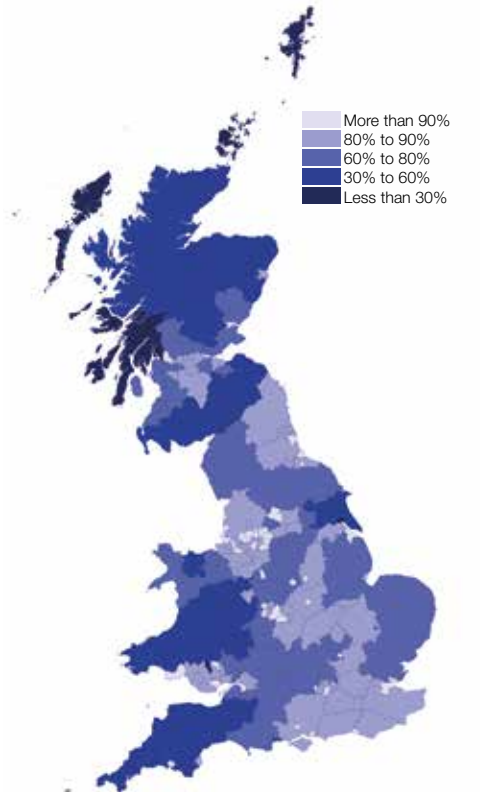 More than 90%
80% to 90%
60% to 80%
30% to 60%
Less than 30%